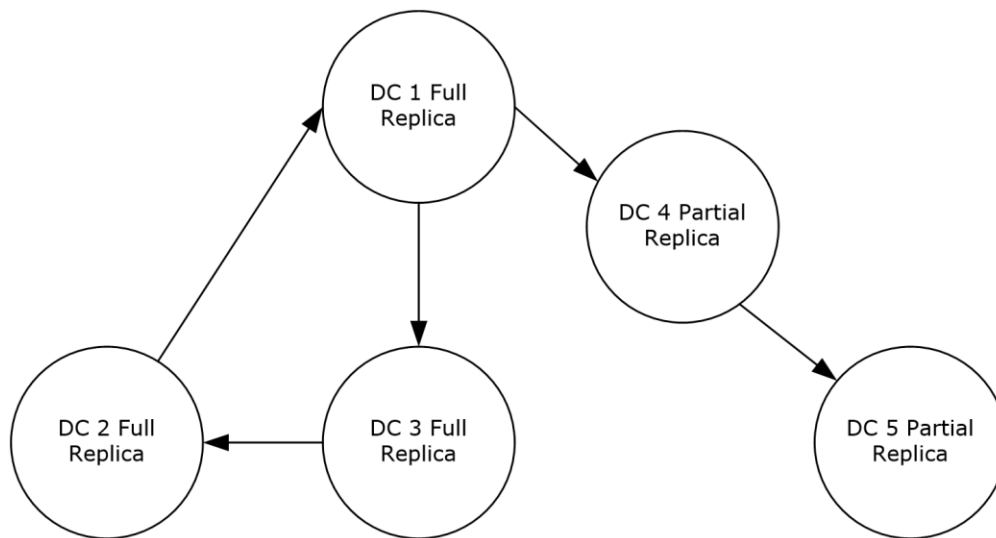 DC 1 Full
Replica
DC 4 Partial
Replica
DC 2 Full
Replica
DC 3 Full
Replica
DC 5 Partial
Replica